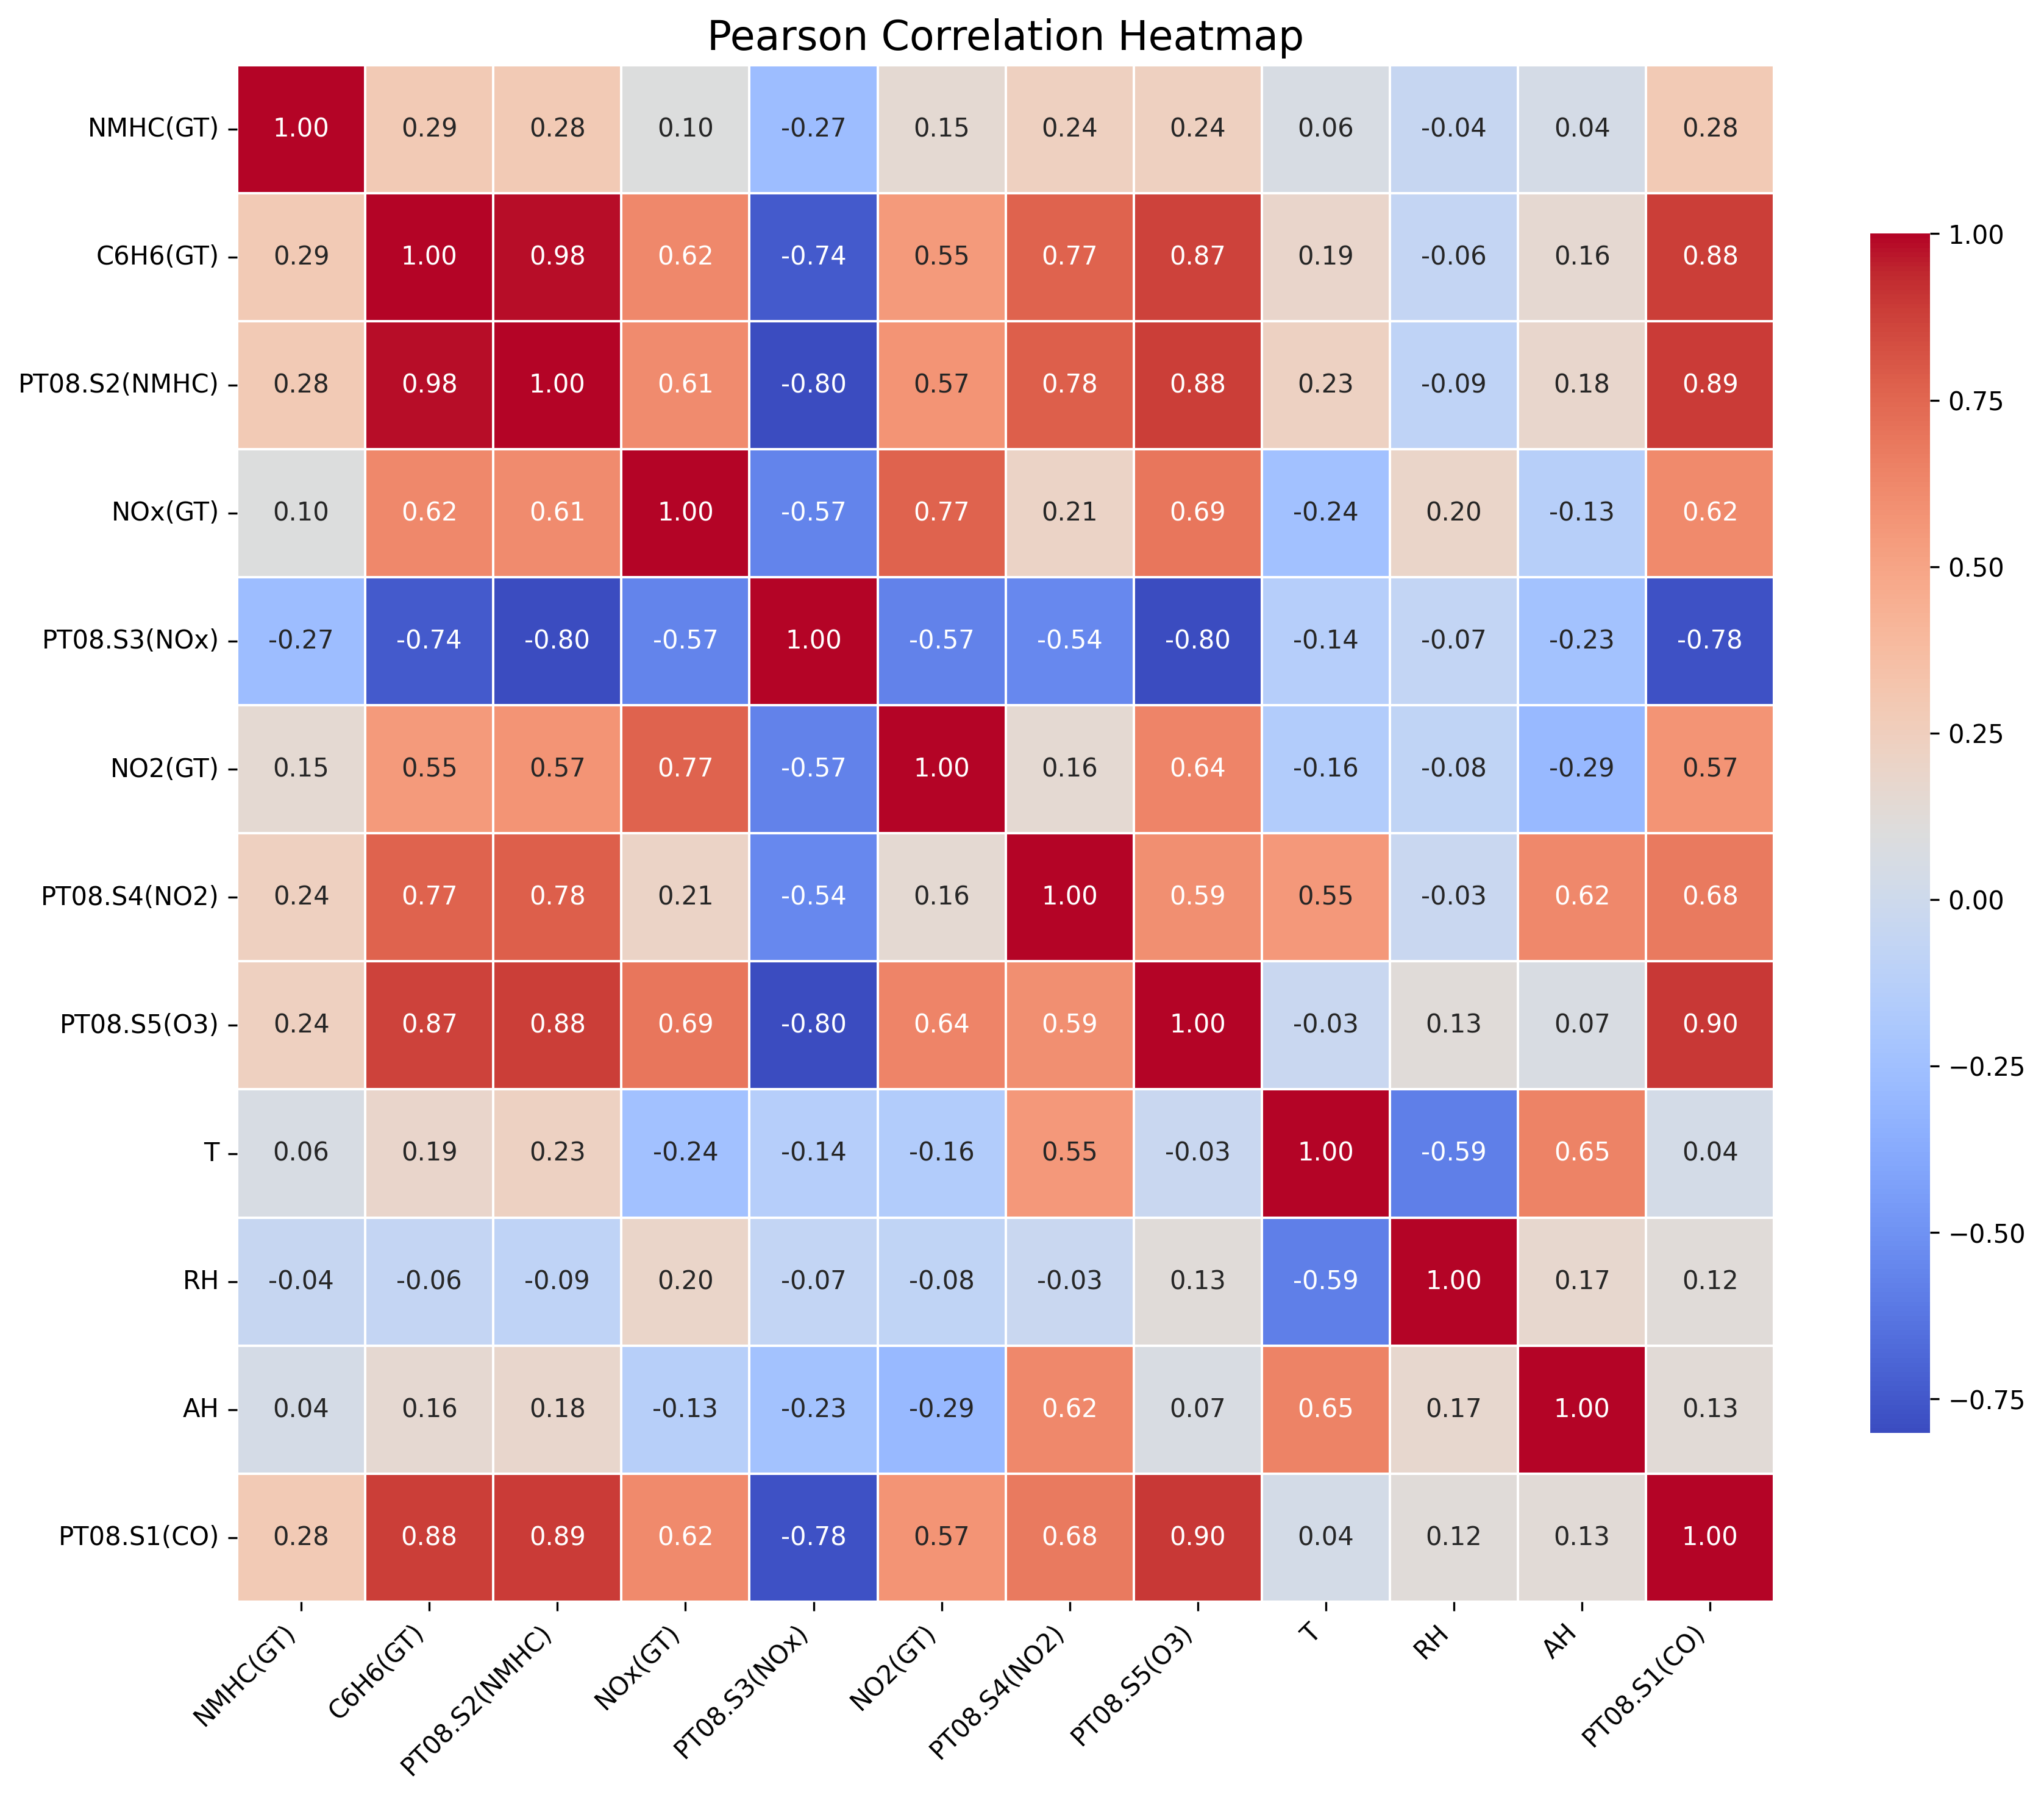 Pearson Correlation Heatmap
NMHC(GT) 1.00 0.29 0.28 0.10 -0.27 0.15 0.24 0.24 0.06 -0.04 0.04 0.28
C6H6(GT) 0.29 1.00 0.98 0.62 -0.74 0.55 0.77 0.87 0.19 -0.06 0.16 0.88
PT08.S2(NMHC) 0.28 0.98 1.00 0.61 -0.80 0.57 0.78 0.88 0.23 -0.09 0.18 0.89
NOx(GT) 0.10 0.62 0.61 1.00 -0.57 0.77 0.21 0.69 -0.24 0.20 -0.13 0.62
PT08.S3(NOx) -0.27 -0.74 -0.80 -0.57 1.00 -0.57 -0.54 -0.80 -0.14 -0.07 -0.23 -0.78
NO2(GT) 0.15 0.55 0.57 0.77 -0.57 1.00 0.16 0.64 -0.16 -0.08 -0.29 0.57
PT08.S4(NO2) 0.24 0.77 0.78 0.21 -0.54 0.16 1.00 0.59 0.55 -0.03 0.62 0.68
PT08.S5(O3) 0.24 0.87 0.88 0.69 -0.80 0.64 0.59 1.00 -0.03 0.13 0.07 0.90
T 0.06 0.19 0.23 -0.24 -0.14 -0.16 0.55 -0.03 1.00 -0.59 0.65 0.04
RH -0.04 -0.06 -0.09 0.20 -0.07 -0.08 -0.03 0.13 -0.59 1.00 0.17 0.12
AH 0.04 0.16 0.18 -0.13 -0.23 -0.29 0.62 0.07 0.65 0.17 1.00 0.13
PT08.S1(CO) 0.28 0.88 0.89 0.62 -0.78 0.57 0.68 0.90 0.04 0.12 0.13 1.00
NMHC(GT) C6H6(GT) PT08.S2(NMHC) NOx(GT) PT08.S3(NOx) NO2(GT) PT08.S4(NO2) PT08.S5(O3) T RH AH PT08.S1(CO)
1.00
0.75
0.50
0.25
0.00
−0.25
−0.50
−0.75